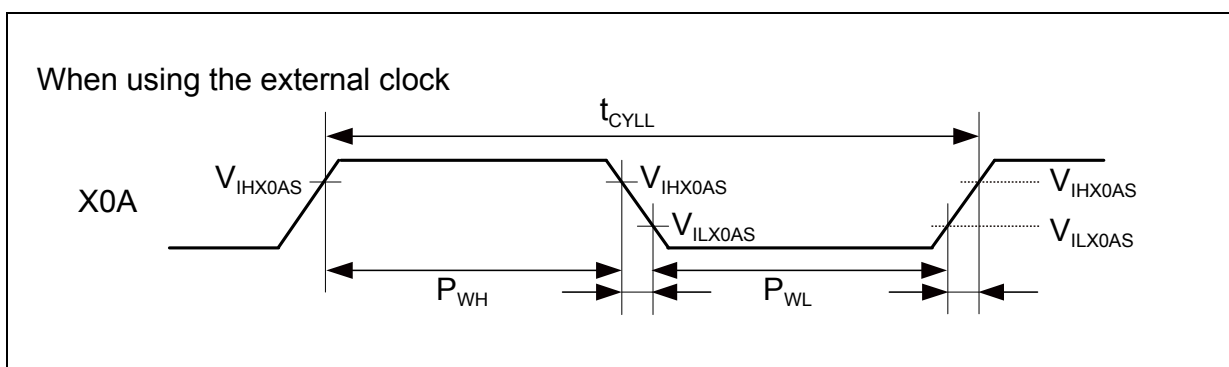 When using the external clock
tCYLL
X0A
VIHX0AS
VIHX0AS
VIHX0AS
VILX0AS
VILX0AS
PWH
PWL